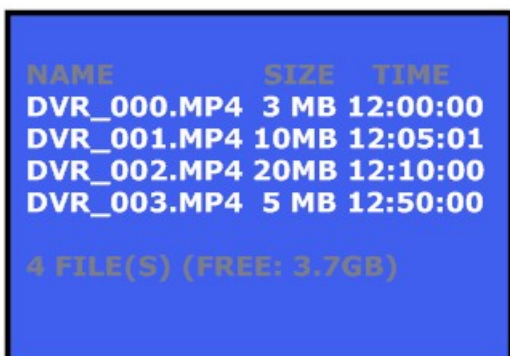 NAME SIZE TIME
DVR_000.MP4 3 MB 12:00:00
DVR_001.MP4 10MB 12:05:01
DVR_002.MP4 20MB 12:10:00
DVR_003.MP4 5 MB 12:50:00
4 FILE(S) (FREE: 3.7GB)